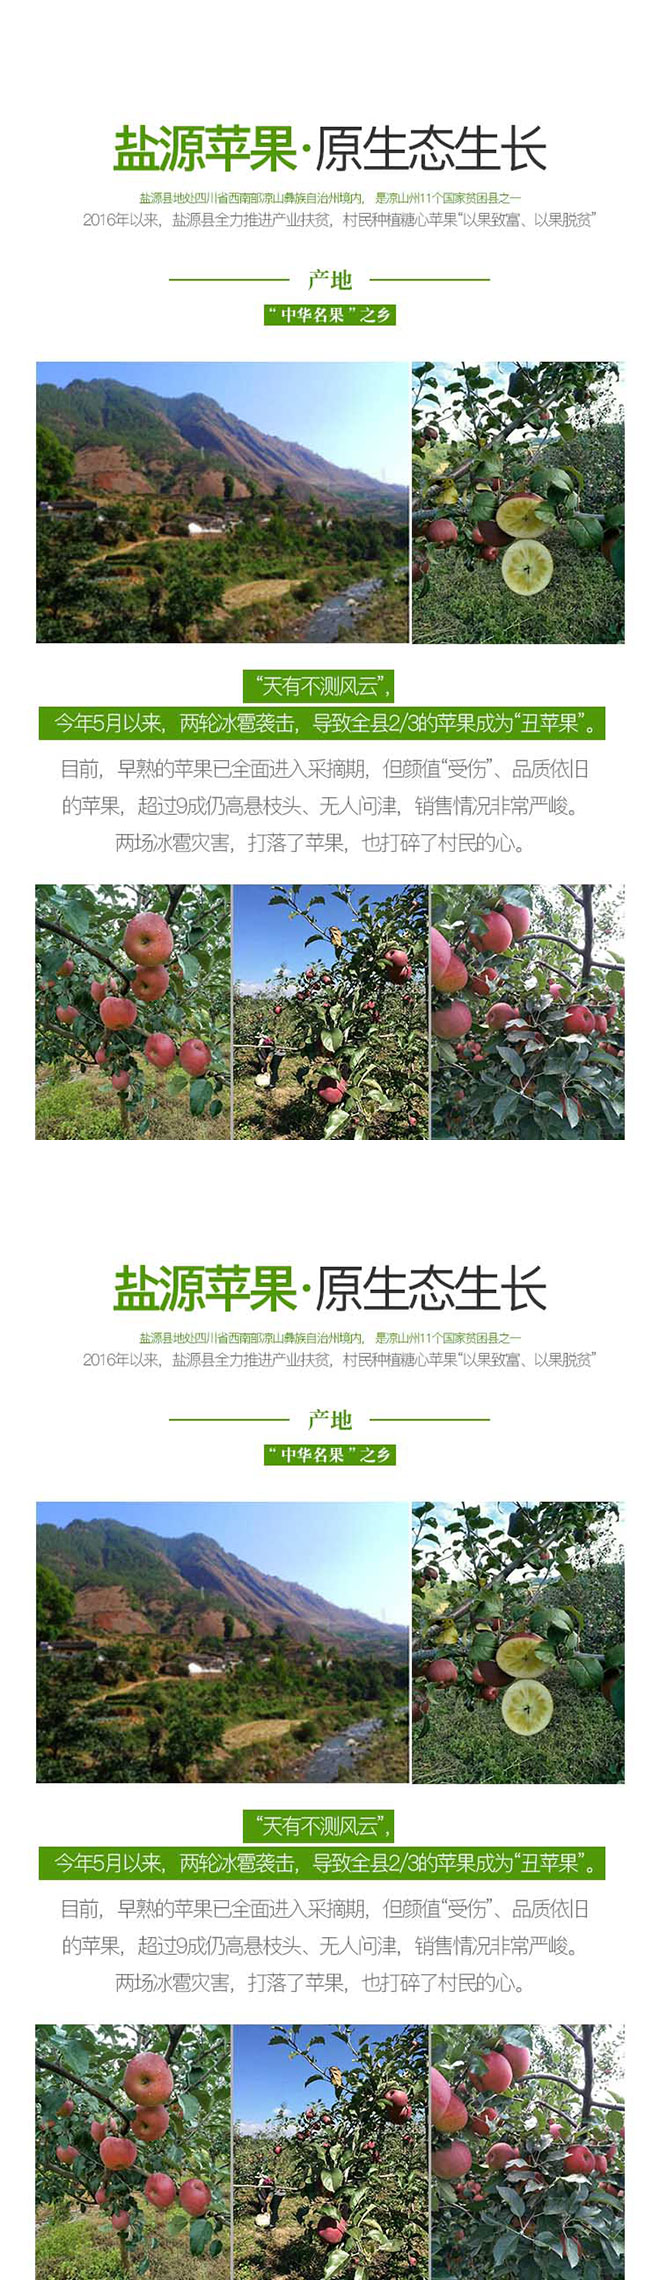 盐源苹果·原生态生长
盐源县地处四川省西南部凉山彝族自治州境内，是凉山州11个国家贫困县之一
2016年以来，盐源县全力推进产业扶贫，村民种植糖心苹果“以果致富、以果脱贫”
产地
“中华名果”之乡
“天有不测风云”，
今年5月以来，两轮冰雹袭击，导致全县2/3的苹果成为“丑苹果”。
目前，早熟的苹果已全面进入采摘期，但颜值“受伤”、品质依旧
的苹果，超过9成仍高悬枝头、无人问津，销售情况非常严峻。
两场冰雹灾害，打落了苹果，也打碎了村民的心。
盐源苹果·原生态生长
盐源县地处四川省西南部凉山彝族自治州境内，是凉山州11个国家贫困县之一
2016年以来，盐源县全力推进产业扶贫，村民种植糖心苹果“以果致富、以果脱贫”
产地
“中华名果”之乡
“天有不测风云”，
今年5月以来，两轮冰雹袭击，导致全县2/3的苹果成为“丑苹果”。
目前，早熟的苹果已全面进入采摘期，但颜值“受伤”、品质依旧
的苹果，超过9成仍高悬枝头、无人问津，销售情况非常严峻。
两场冰雹灾害，打落了苹果，也打碎了村民的心。